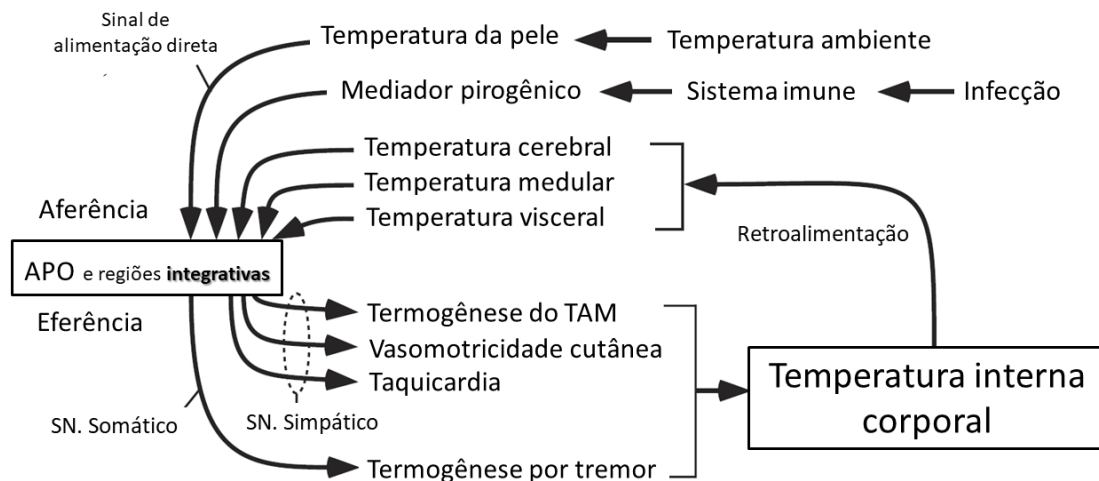 Sinal de
alimentação direta
Temperatura da pele
Temperatura ambiente
Mediador pirogênico
Sistema imune
Infecção
Temperatura cerebral
Temperatura medular
Temperatura visceral
Aferência
Retroalimentação
APO e regiões integrativas
Eferência
Termogênese do TAM
Vasomotricidade cutânea
Taquicardia
Temperatura interna
corporal
SN. Somático
SN. Simpático
Termogênese por tremor